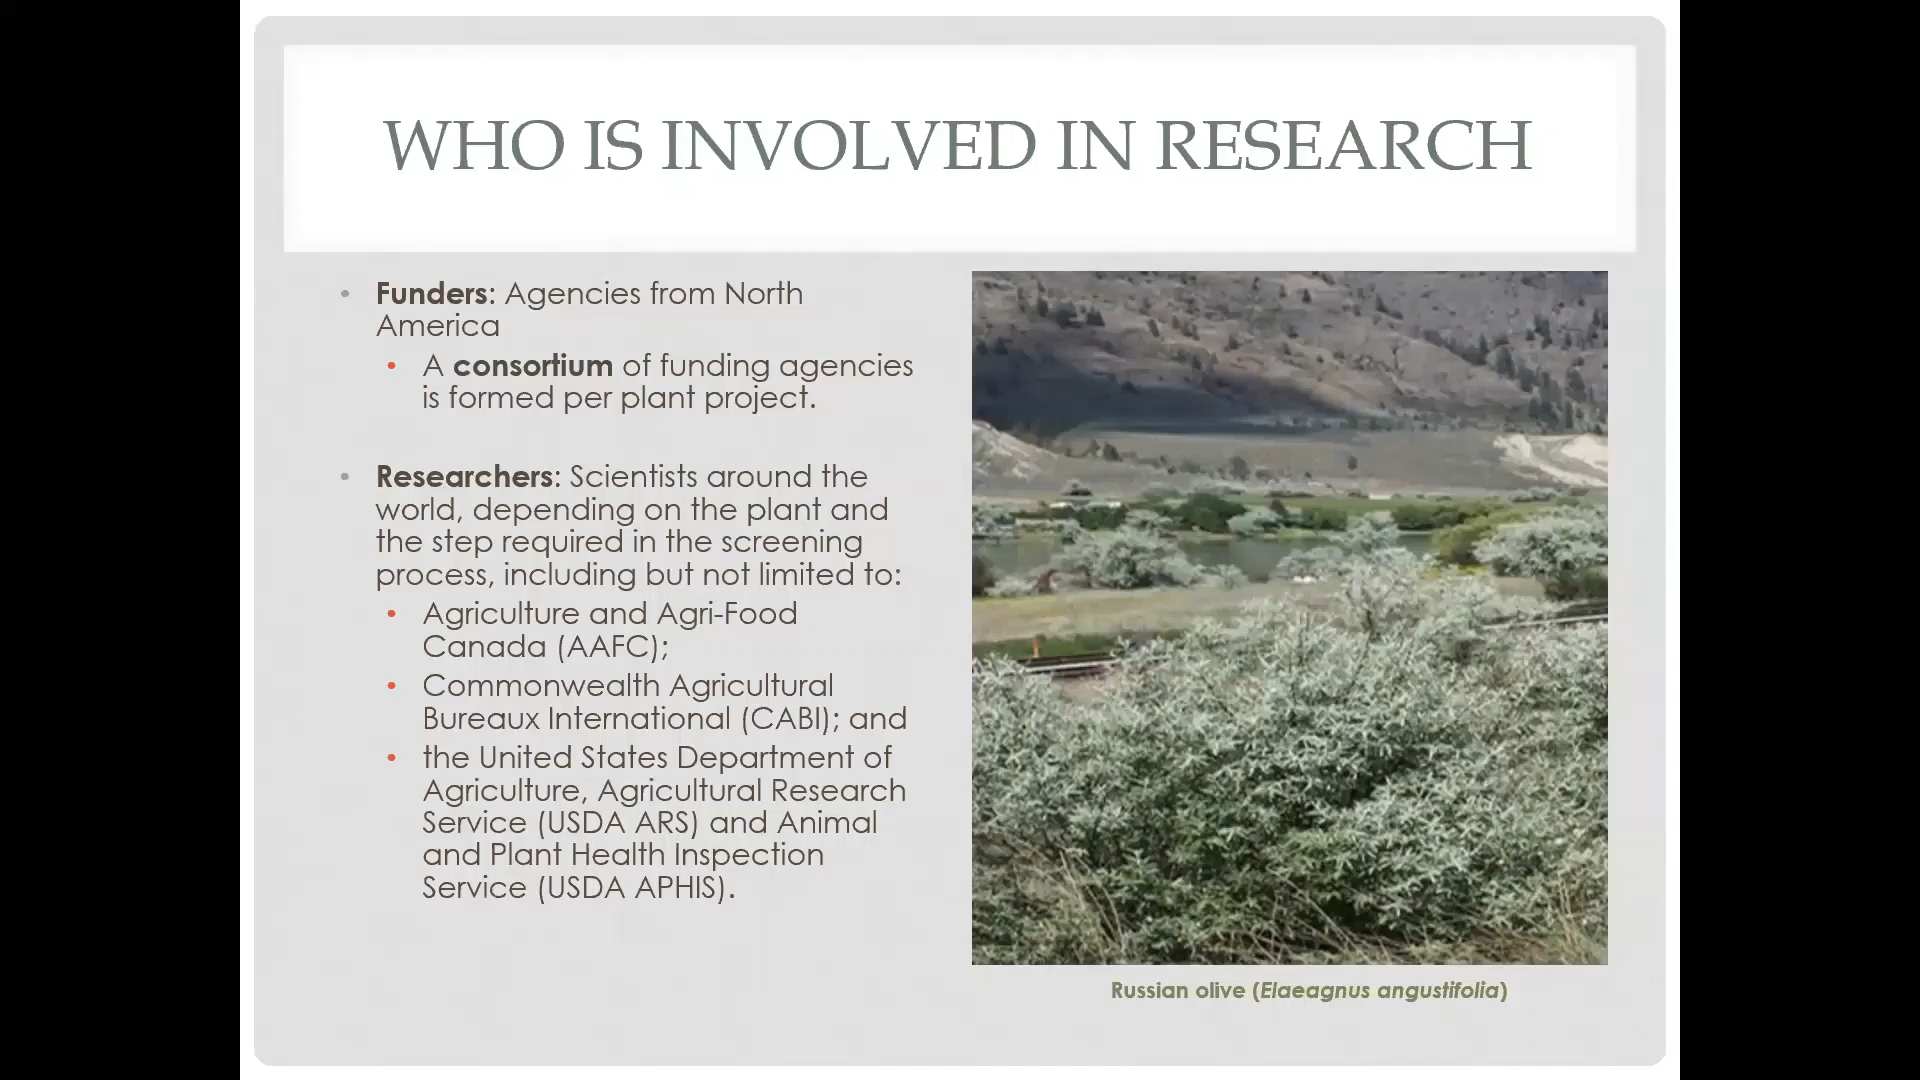 WHO IS INVOLVED IN RESEARCH
• Funders: Agencies from North
America
• A consortium of funding agencies
is formed per plant project.
• Researchers: Scientists around the
world, depending on the plant and
the step required in the screening
process, including but not limited to:
• Agriculture and Agri-Food
Canada (AAFC);
• Commonwealth Agricultural
Bureaux International (CABI); and
• the United States Department of
Agriculture, Agricultural Research
Service (USDA ARS) and Animal
and Plant Health Inspection
Service (USDA APHIS).
Russian olive (Elaeagnus angustifolia)